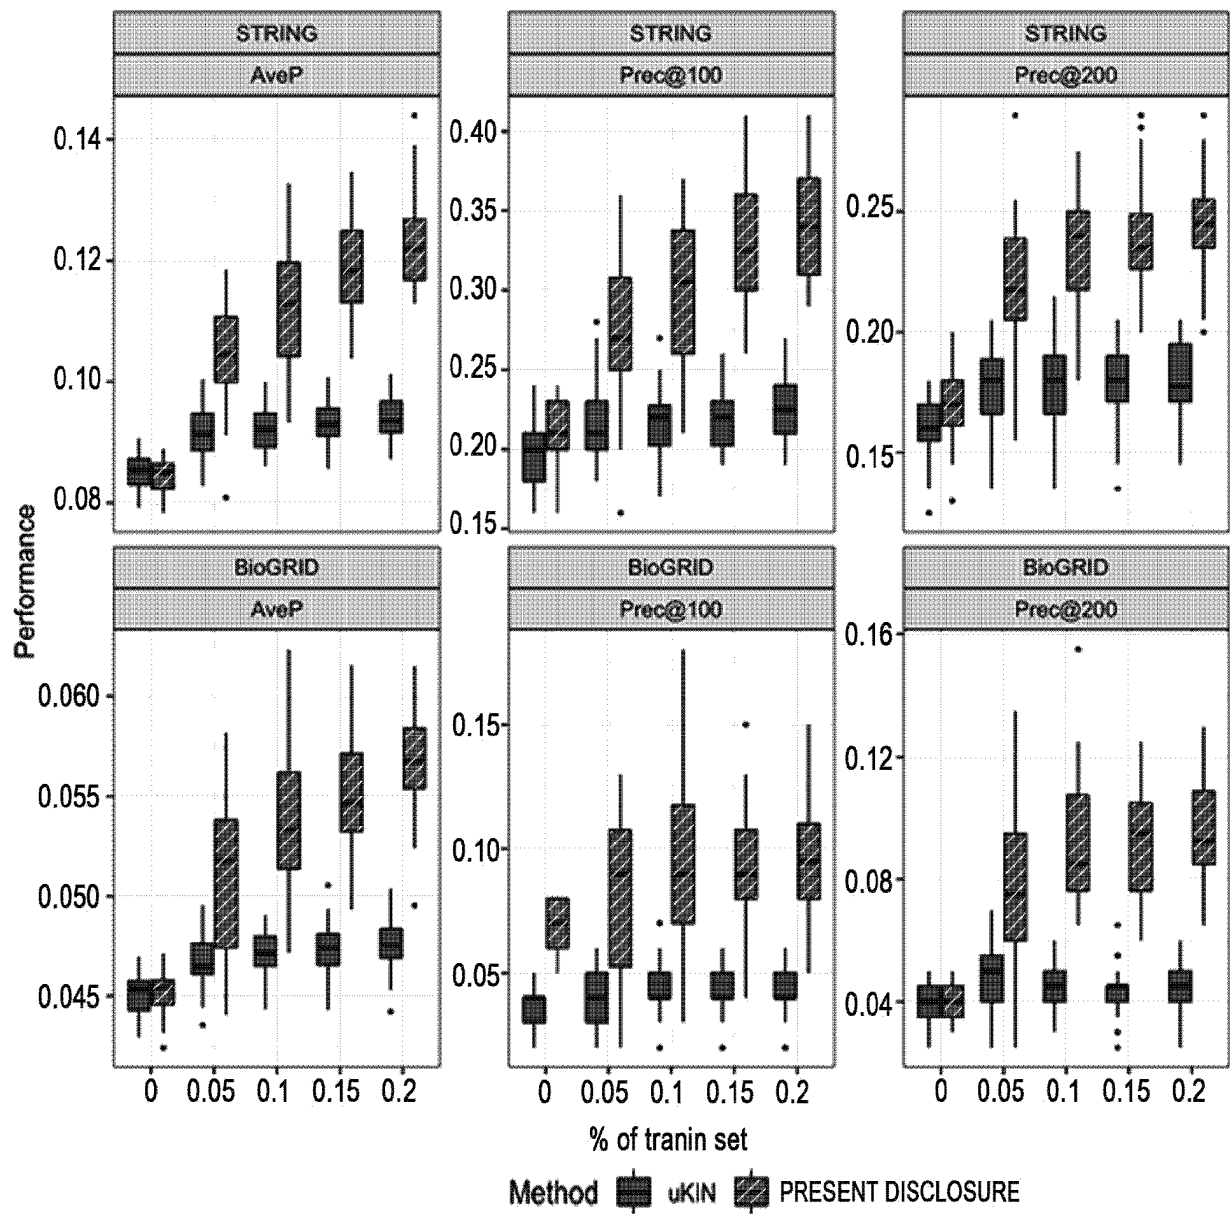 STRING
AveP
STRING
Prec@100
STRING
Prec@200
0.14
0.12
0.10
0.08
0.40
0.35
0.30
0.25
0.20
0.15
0.25
0.20
0.15
Performance
BioGRID
AveP
BioGRID
Prec@100
BioGRID
Prec@200
0.060
0.055
0.050
0.045
0.15
0.10
0.05
0.16
0.12
0.08
0.04
0 0.05 0.1 0.15 0.2
0 0.05 0.1 0.15 0.2
0 0.05 0.1 0.15 0.2
% of tranin set
Method uKIN PRESENT DISCLOSURE